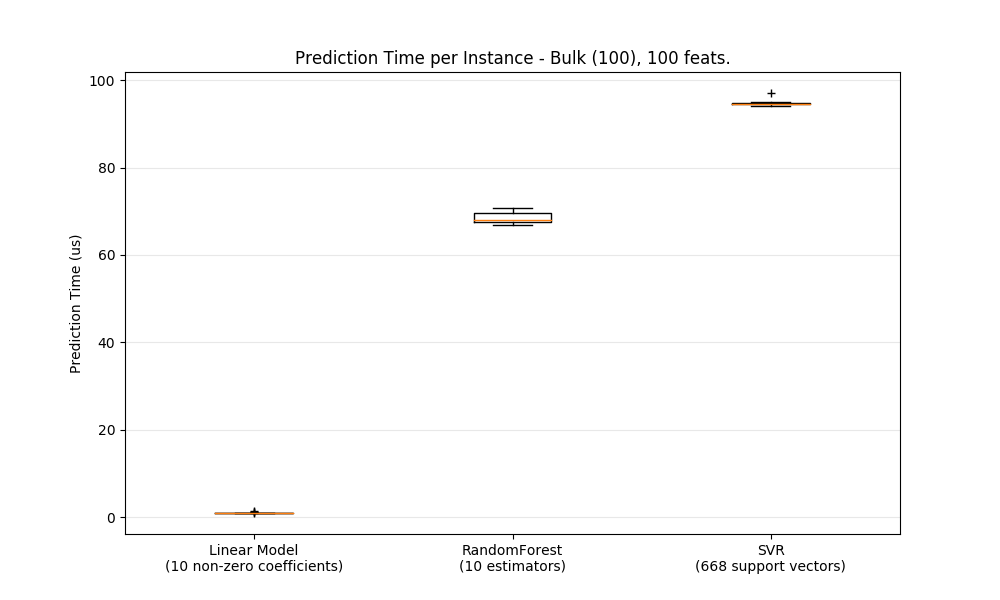 Prediction Time per Instance - Bulk (100), 100 feats.
100
80
60
40
20
0
Prediction Time (us)
Linear Model
(10 non-zero coefficients)
RandomForest
(10 estimators)
SVR
(668 support vectors)